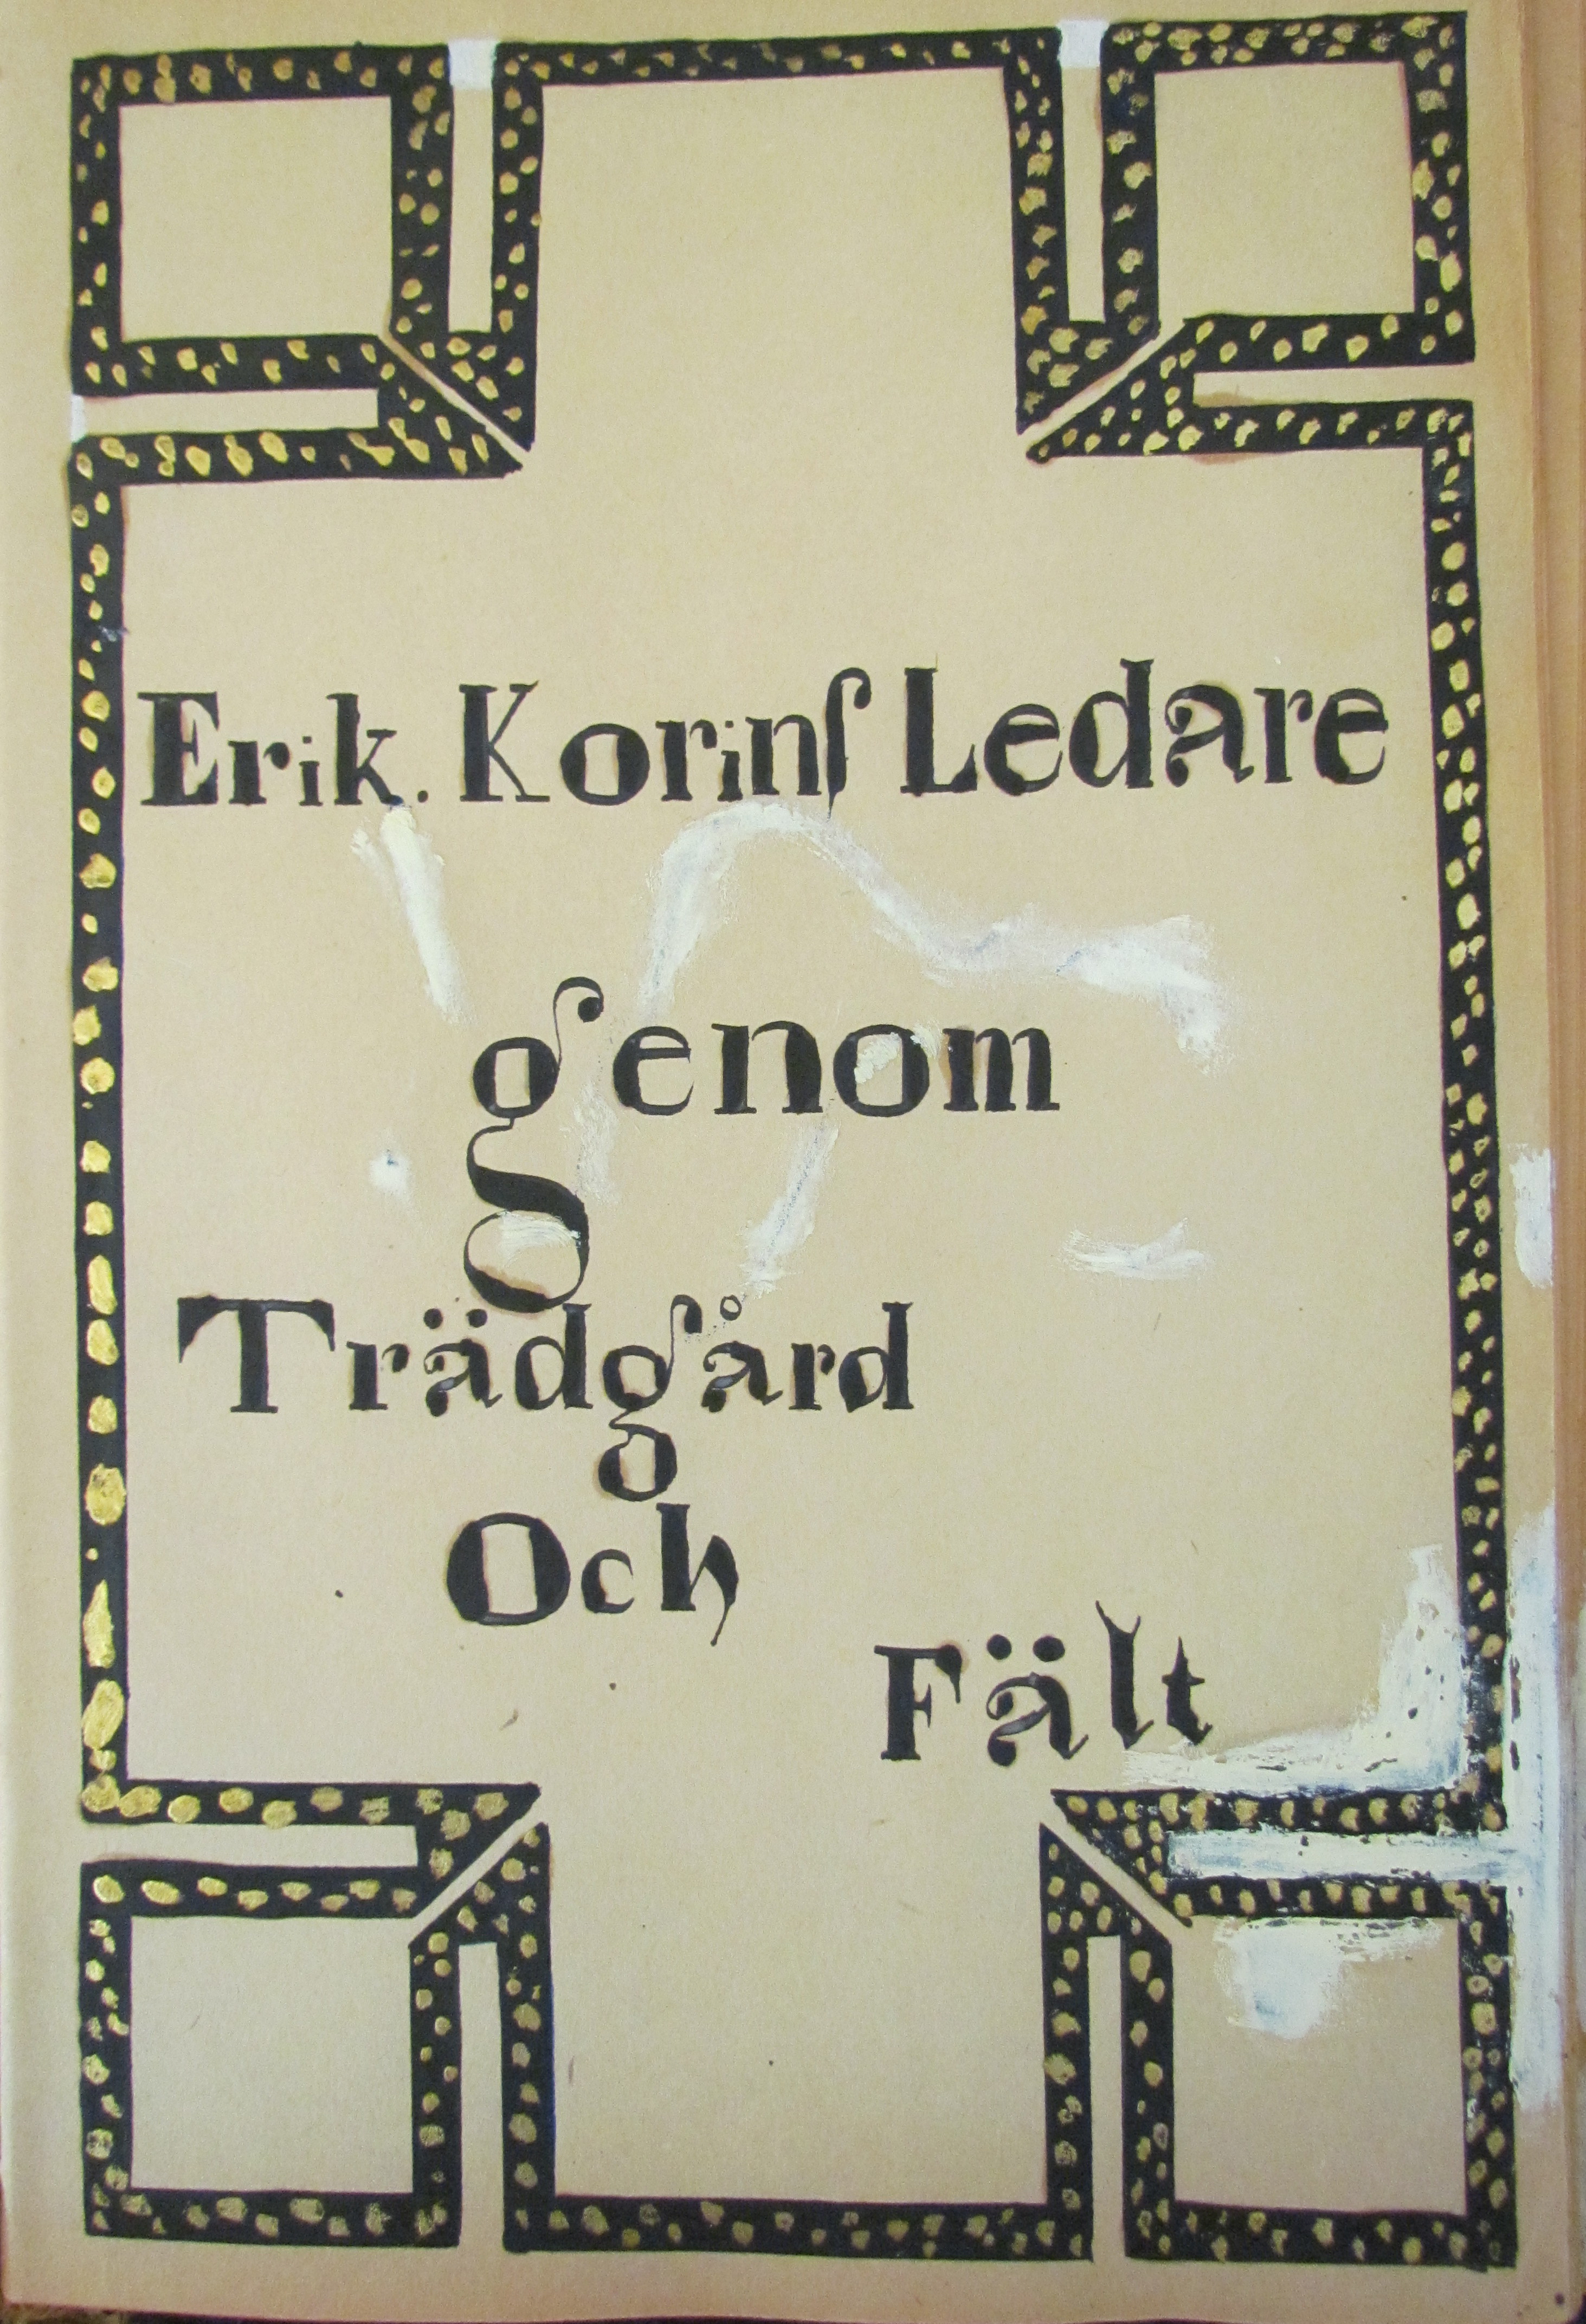 Erik. Korinſ Ledare
genom
Trädgård
Och
Fält